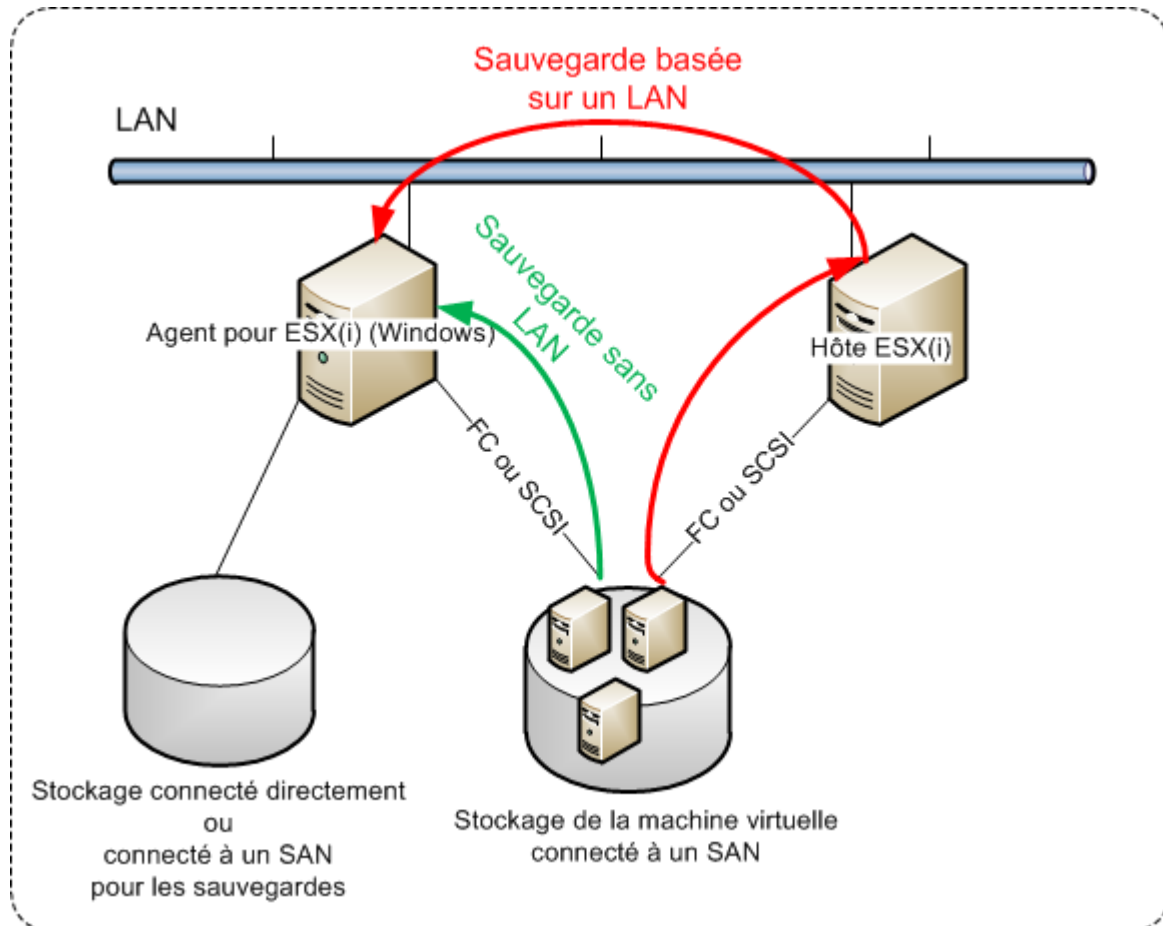 Sauvegarde basée
sur un LAN
LAN
Sauvegarde sans
LAN
Agent pour ESX(i) (Windows)
Hôte ESX(i)
FC ou SCSI
FC ou SCSI
Stockage connecté directement
ou
connecté à un SAN
pour les sauvegardes
Stockage de la machine virtuelle
connecté à un SAN